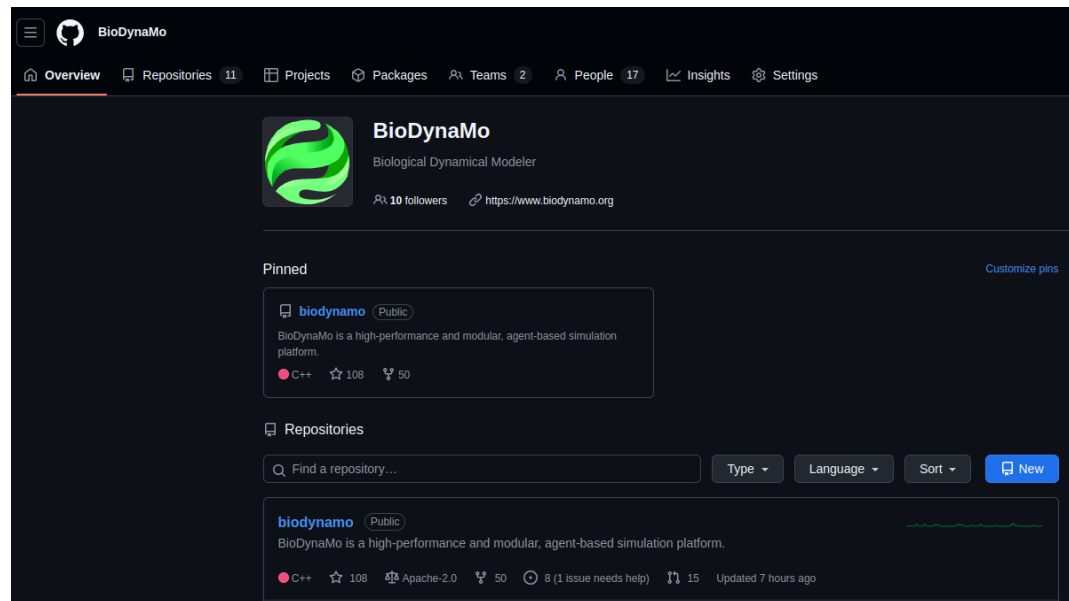 BioDynaMo
Overview Repositories 11 Projects Packages Teams 2 People 17 Insights Settings
BioDynaMo
Biological Dynamical Modeler
10 followers https://www.biodynamo.org
Pinned Customize pins
biodynamo Public
BioDynaMo is a high-performance and modular, agent-based simulation
platform.
C++ 108 50
Repositories
Find a repository… Type Language Sort New
biodynamo Public
BioDynaMo is a high-performance and modular, agent-based simulation platform.
C++ 108 Apache-2.0 50 8 (1 issue needs help) 15 Updated 7 hours ago